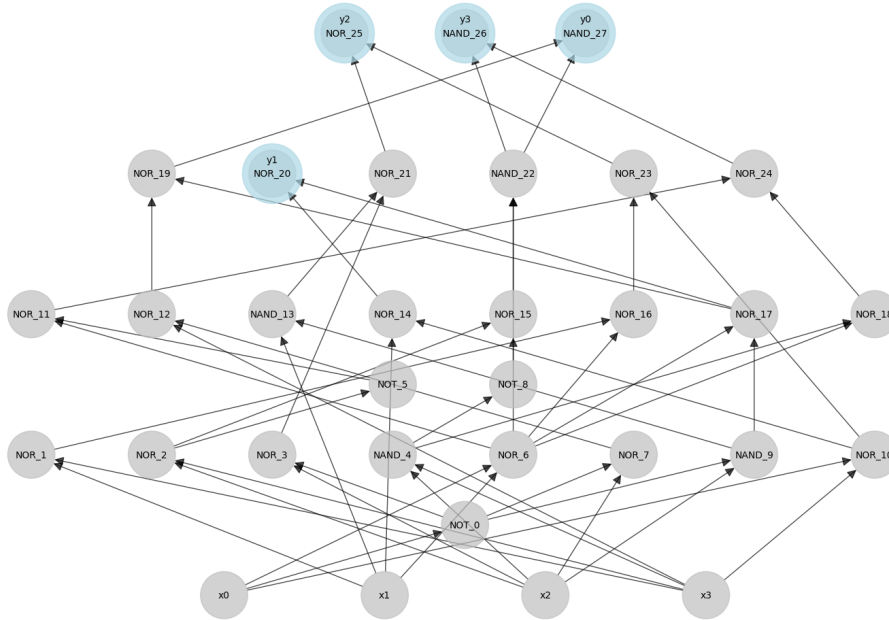 y2
NOR_25
y3
NAND_26
y0
NAND_27
NOR_19
y1
NOR_20
NOR_21
NAND_22
NOR_23
NOR_24
NOR_11
NOR_12
NAND_13
NOR_14
NOR_15
NOR_16
NOR_17
NOR_18
NOT_5
NOT_8
NOR_1
NOR_2
NOR_3
NAND_4
NOR_6
NOR_7
NAND_9
NOR_10
NOT_0
x0
x1
x2
x3